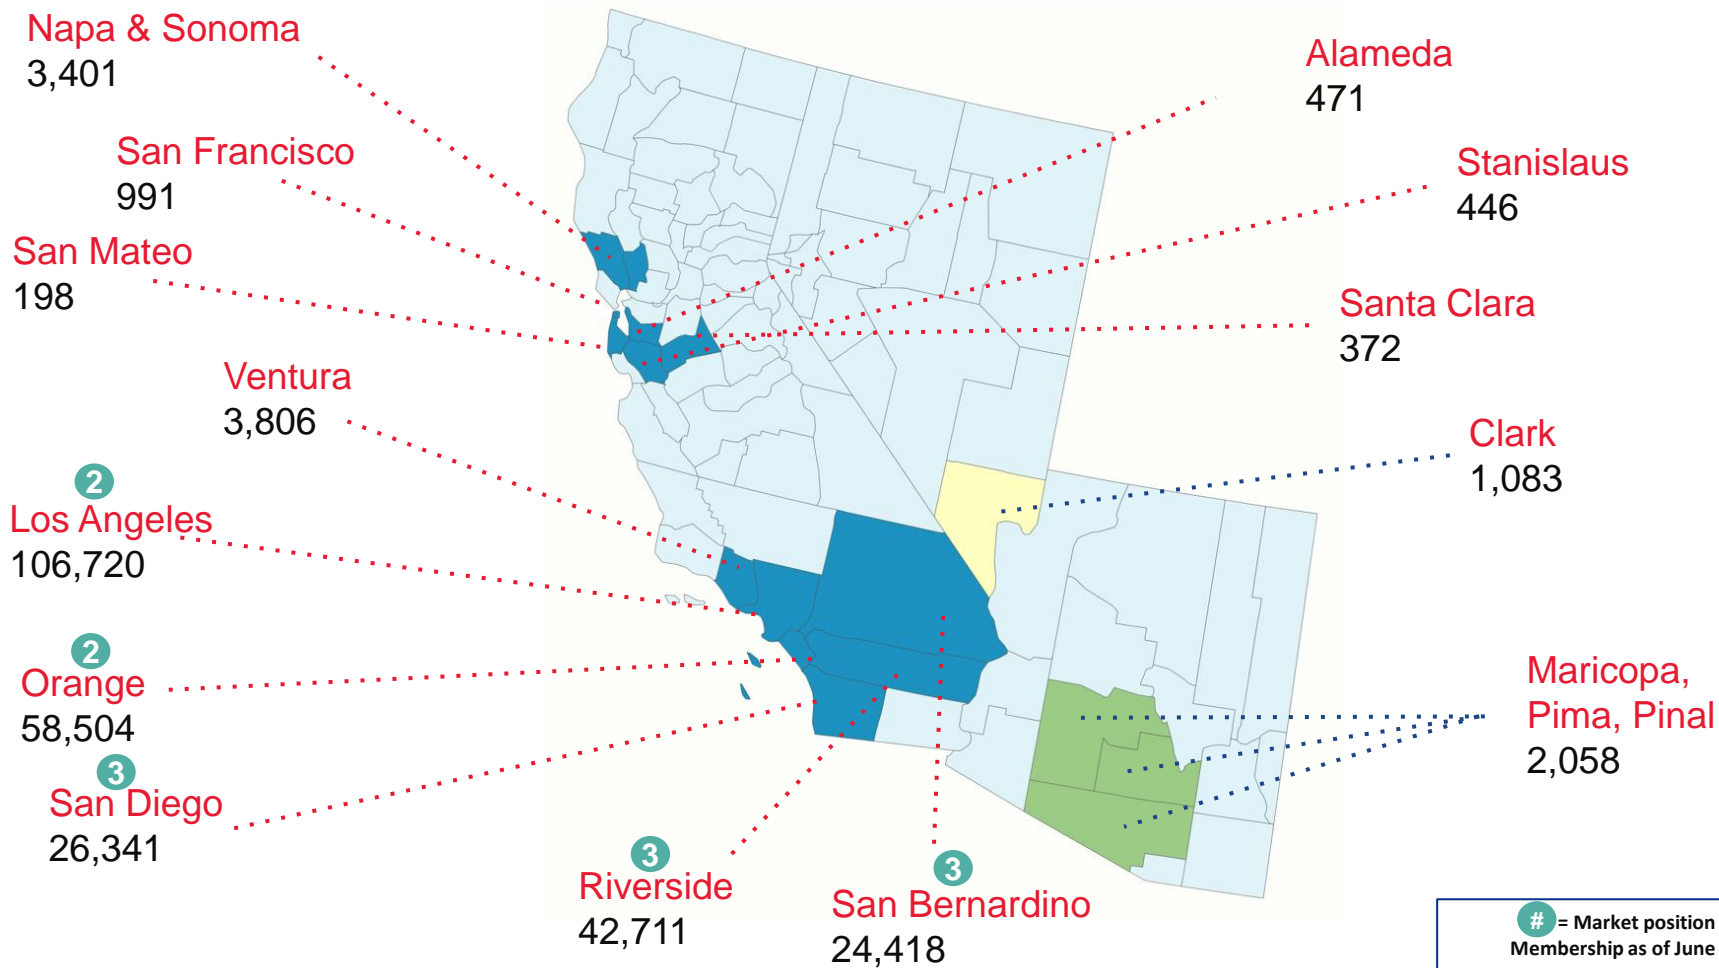 Napa & Sonoma
3,401
San Francisco
991
San Mateo
198
Ventura
3,806
2
Los Angeles
106,720
2
Orange
58,504
3
San Diego
26,341
3
Riverside
42,711
3
San Bernardino
24,418
Alameda
471
Stanislaus
446
Santa Clara
372
Clark
1,083
Maricopa,
Pima, Pinal
2,058
# = Market position
Membership as of June